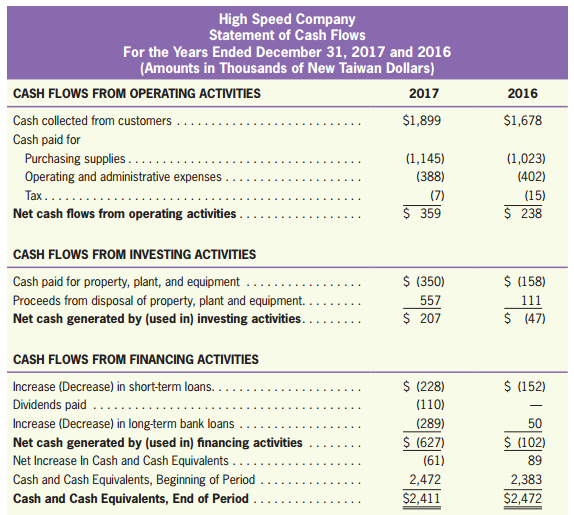 High Speed Company
Statement of Cash Flows
For the Years Ended December 31, 2017 and 2016
(Amounts in Thousands of New Taiwan Dollars)
CASH FLOWS FROM OPERATING ACTIVITIES 2017 2016
Cash collected from customers . . . . . . . . . . . . . . . . . . . . . . . . . . . $1,899 $1,678
Cash paid for
Purchasing supplies . . . . . . . . . . . . . . . . . . . . . . . . . . . . . . . . . . (1,145) (1,023)
Operating and administrative expenses . . . . . . . . . . . . . . . . . . . . (388) (402)
Tax . . . . . . . . . . . . . . . . . . . . . . . . . . . . . . . . . . . . . . . . . . . . . . (7) (15)
Net cash flows from operating activities . . . . . . . . . . . . . . . . . . $ 359 $ 238
CASH FLOWS FROM INVESTING ACTIVITIES
Cash paid for property, plant, and equipment . . . . . . . . . . . . . . . . . $ (350) $ (158)
Proceeds from disposal of property, plant and equipment. . . . . . . . . 557 111
Net cash generated by (used in) investing activities. . . . . . . . . $ 207 $ (47)
CASH FLOWS FROM FINANCING ACTIVITIES
Increase (Decrease) in short-term loans. . . . . . . . . . . . . . . . . . . . . . $ (228) $ (152)
Dividends paid . . . . . . . . . . . . . . . . . . . . . . . . . . . . . . . . . . . . . . . (110) —
Increase (Decrease) in long-term bank loans . . . . . . . . . . . . . . . . . . (289) 50
Net cash generated by (used in) financing activities . . . . . . . . $ (627) $ (102)
Net Increase In Cash and Cash Equivalents . . . . . . . . . . . . . . . . . . . (61) 89
Cash and Cash Equivalents, Beginning of Period . . . . . . . . . . . . . . . 2,472 2,383
Cash and Cash Equivalents, End of Period . . . . . . . . . . . . . . . . $2,411 $2,472